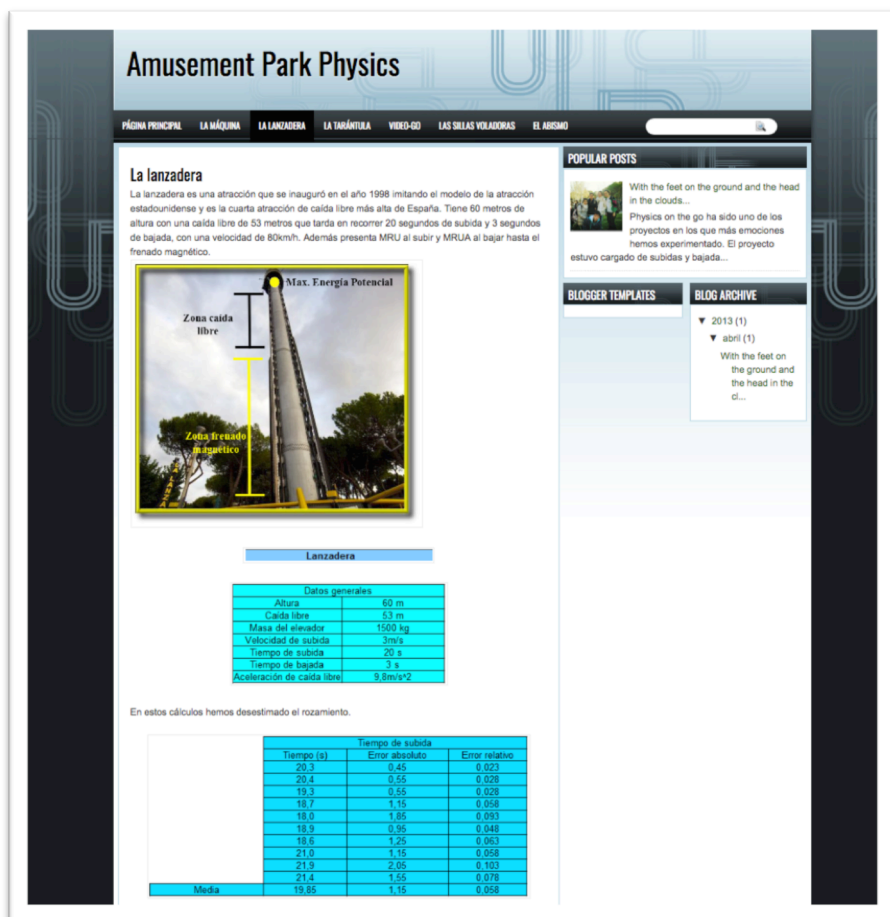 Amusement Park Physics
PÁGINA PRINCIPAL LA MÁQUINA LA LANZADERA LA TARÁNTULA VIDEO-GO LAS SILLAS VOLADORAS EL ABISMO
La lanzadera
La lanzadera es una atracción que se inauguró en el año 1998 imitando el modelo de la atracción
estadounidense y es la cuarta atracción de caída libre más alta de España. Tiene 60 metros de
altura con una caída libre de 53 metros que tarda en recorrer 20 segundos de subida y 3 segundos
de bajada, con una velocidad de 80km/h. Además presenta MRU al subir y MRUA al bajar hasta el
frenado magnético.
Max. Energía Potencial
Zona caída
libre
Zona frenado
magnético
Lanzadera
Datos generales
Altura 60 m
Caída libre 53 m
Masa del elevador 1500 kg
Velocidad de subida 3m/s
Tiempo de subida 20 s
Tiempo de bajada 3 s
Aceleración de caída libre 9,8m/s^2
En estos cálculos hemos desestimado el rozamiento.
Tiempo de subida
Tiempo (s) Error absoluto Error relativo
20,3 0,45 0,023
20,4 0,55 0,028
19,3 0,55 0,028
18,7 1,15 0,058
18,0 1,85 0,093
18,9 0,95 0,048
18,6 1,25 0,063
21,0 1,15 0,058
21,9 2,05 0,103
21,4 1,55 0,078
Media 19,85 1,15 0,058
POPULAR POSTS
With the feet on the ground and the head
in the clouds...
Physics on the go ha sido uno de los
proyectos en los que más emociones
hemos experimentado. El proyecto
estuvo cargado de subidas y bajada...
BLOGGER TEMPLATES
BLOG ARCHIVE
▼ 2013 (1)
▼ abril (1)
With the feet on
the ground and
the head in the
cl...